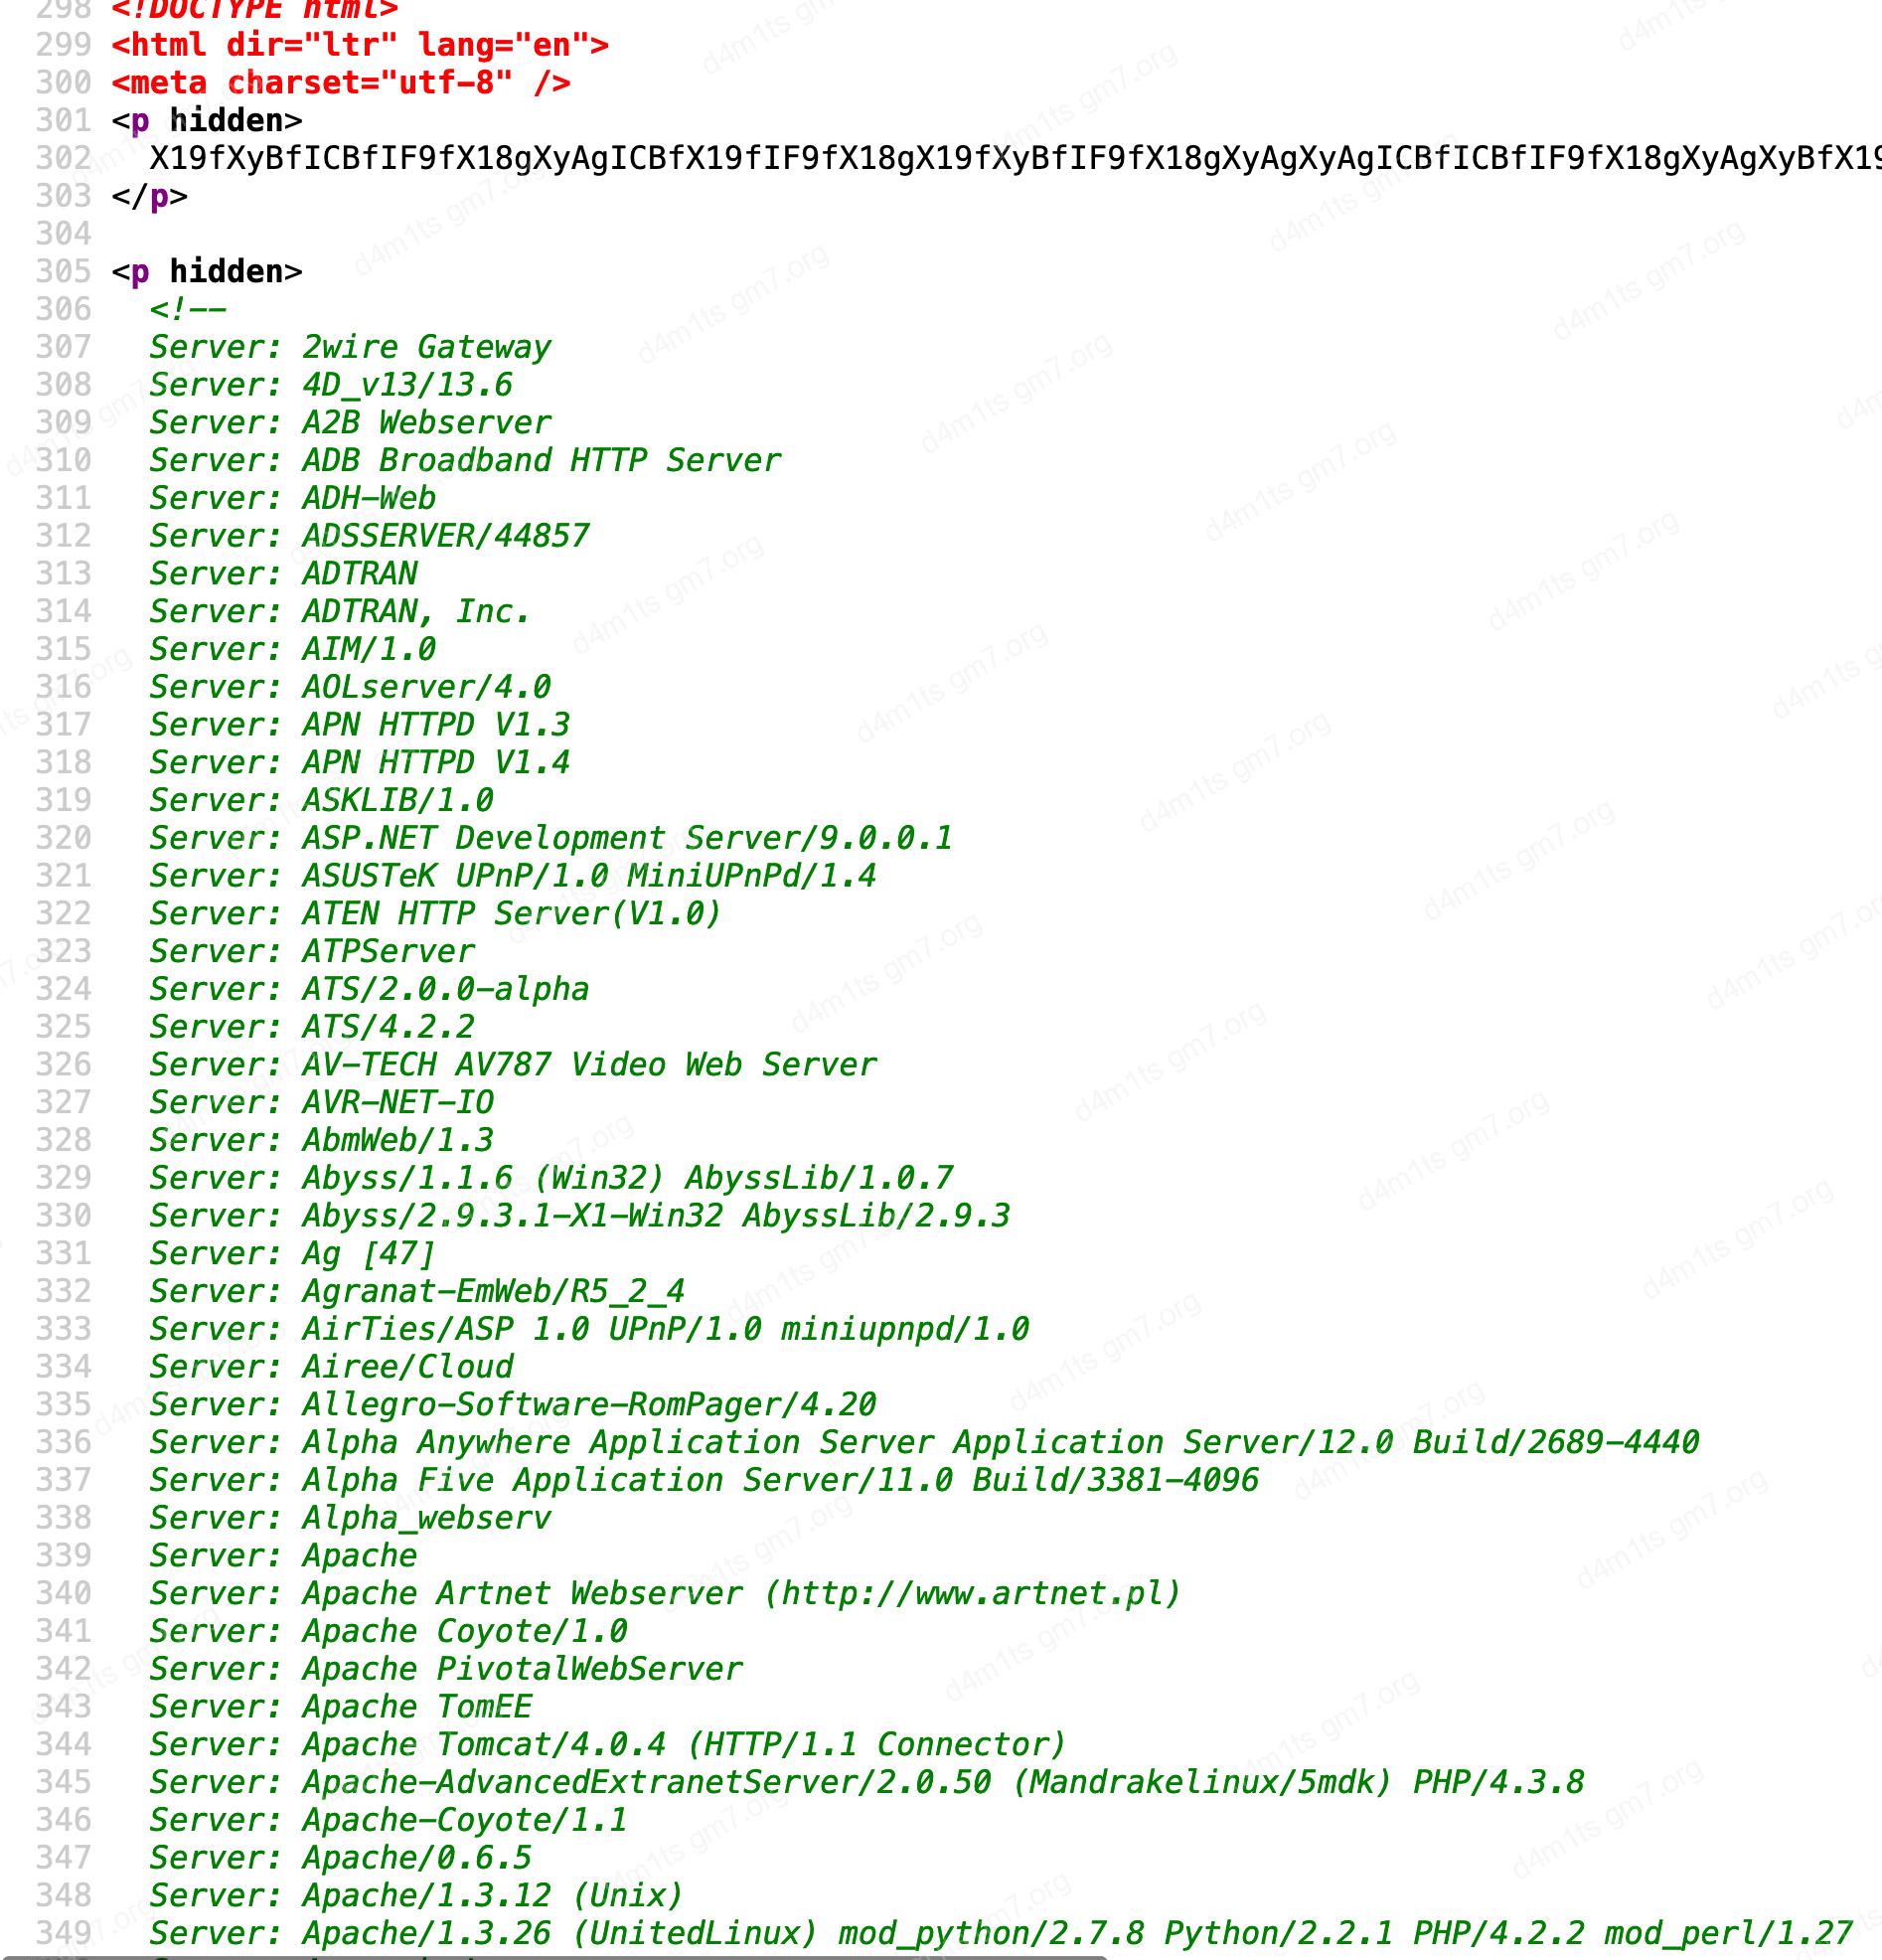 298 <!DOCTYPE html>
299 <html dir="ltr" lang="en">
300 <meta charset="utf-8" />
301 <p hidden>
302 X19fXyBfICBfIF9fX18gXyAgICBfX19fIF9fX18gX19fXyBfIF9fX18gXyAgXyAgICBfICBfIF9fX18gXyAgXyBfX19
303 </p>
304
305 <p hidden>
306 <!--
307 Server: 2wire Gateway
308 Server: 4D_v13/13.6
309 Server: A2B Webserver
310 Server: ADB Broadband HTTP Server
311 Server: ADH-Web
312 Server: ADSSERVER/44857
313 Server: ADTRAN
314 Server: ADTRAN, Inc.
315 Server: AIM/1.0
316 Server: AOLserver/4.0
317 Server: APN HTTPD V1.3
318 Server: APN HTTPD V1.4
319 Server: ASKLIB/1.0
320 Server: ASP.NET Development Server/9.0.0.1
321 Server: ASUSTeK UPnP/1.0 MiniUPnPd/1.4
322 Server: ATEN HTTP Server(V1.0)
323 Server: ATPServer
324 Server: ATS/2.0.0-alpha
325 Server: ATS/4.2.2
326 Server: AV-TECH AV787 Video Web Server
327 Server: AVR-NET-IO
328 Server: AbmWeb/1.3
329 Server: Abyss/1.1.6 (Win32) AbyssLib/1.0.7
330 Server: Abyss/2.9.3.1-X1-Win32 AbyssLib/2.9.3
331 Server: Ag [47]
332 Server: Agranat-EmWeb/R5_2_4
333 Server: AirTies/ASP 1.0 UPnP/1.0 miniupnpd/1.0
334 Server: Airee/Cloud
335 Server: Allegro-Software-RomPager/4.20
336 Server: Alpha Anywhere Application Server Application Server/12.0 Build/2689-4440
337 Server: Alpha Five Application Server/11.0 Build/3381-4096
338 Server: Alpha_webserv
339 Server: Apache
340 Server: Apache Artnet Webserver (http://www.artnet.pl)
341 Server: Apache Coyote/1.0
342 Server: Apache PivotalWebServer
343 Server: Apache TomEE
344 Server: Apache Tomcat/4.0.4 (HTTP/1.1 Connector)
345 Server: Apache-AdvancedExtranetServer/2.0.50 (Mandrakelinux/5mdk) PHP/4.3.8
346 Server: Apache-Coyote/1.1
347 Server: Apache/0.6.5
348 Server: Apache/1.3.12 (Unix)
349 Server: Apache/1.3.26 (UnitedLinux) mod_python/2.7.8 Python/2.2.1 PHP/4.2.2 mod_perl/1.27
d4m1ts gm7.org